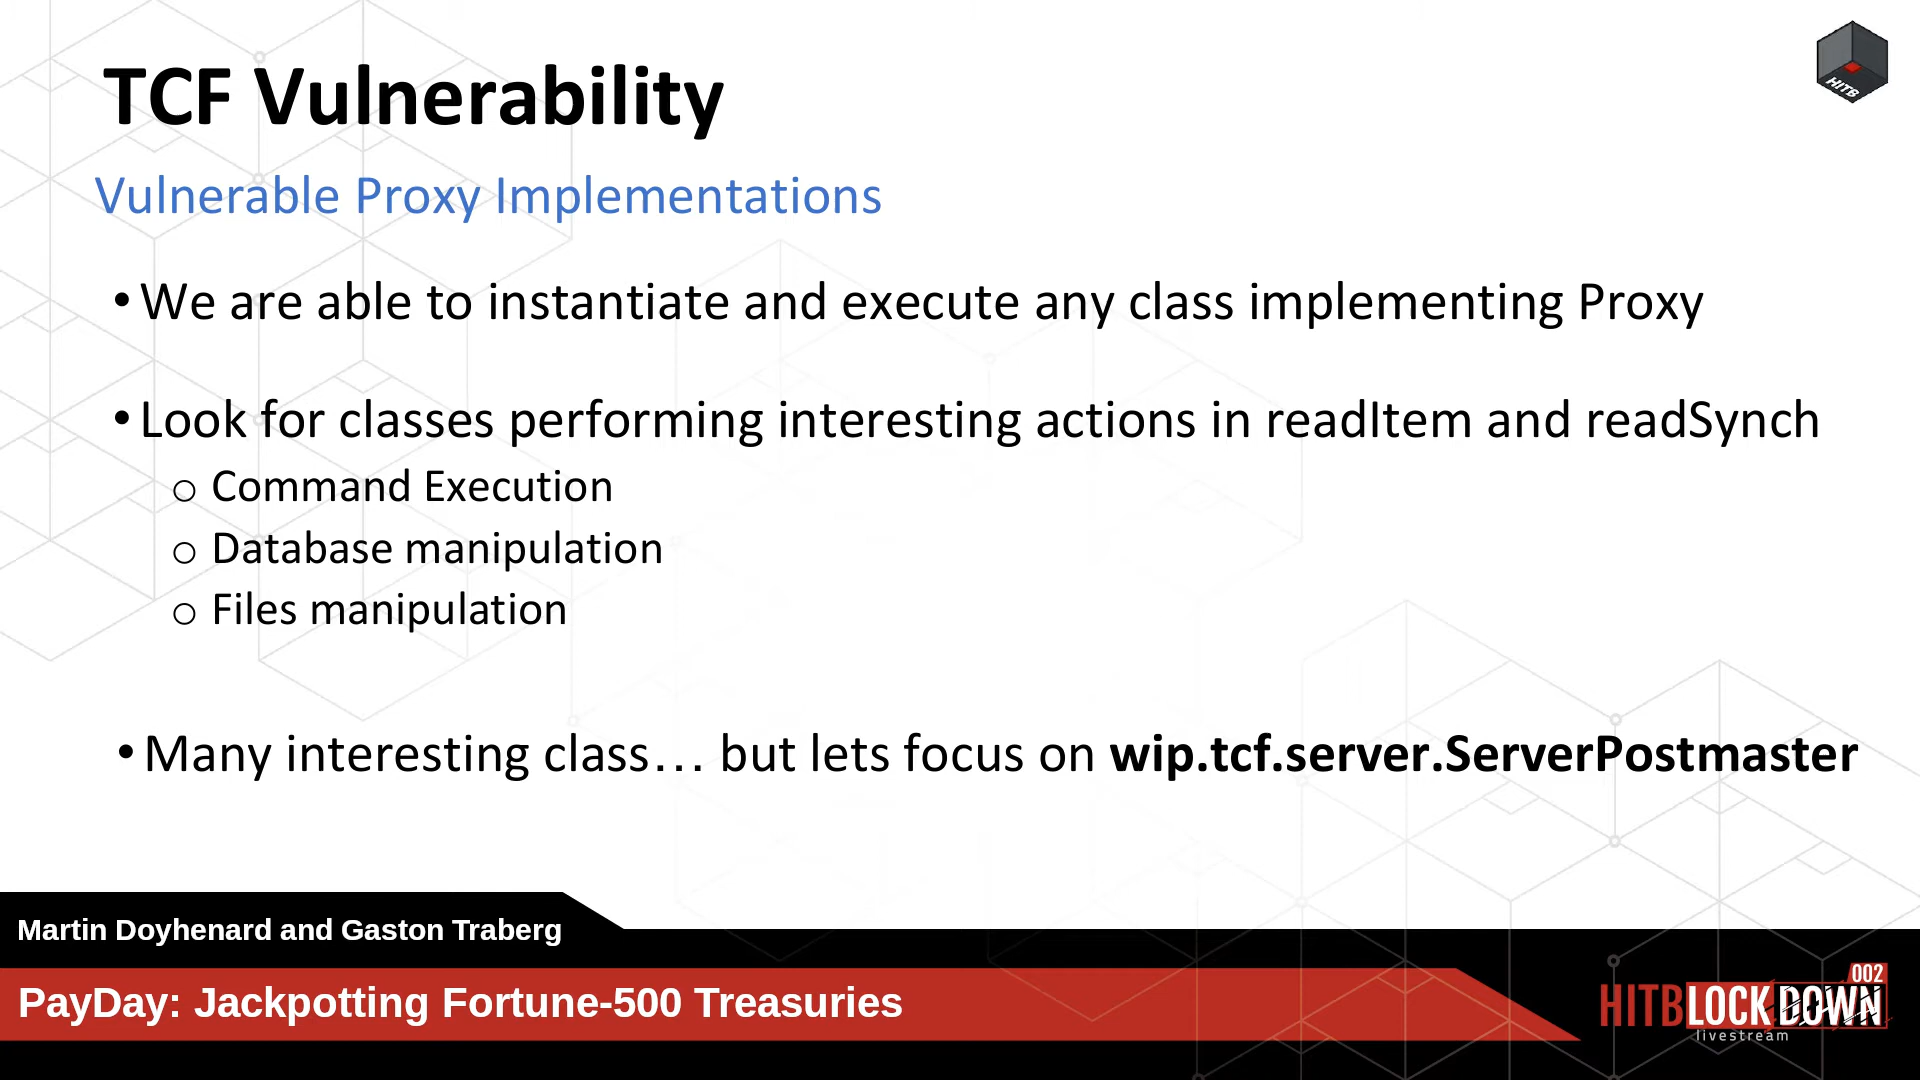 HITB
TCF Vulnerability
Vulnerable Proxy Implementations
•We are able to instantiate and execute any class implementing Proxy
•Look for classes performing interesting actions in readItem and readSynch
o Command Execution
o Database manipulation
o Files manipulation
•Many interesting class... but lets focus on wip.tcf.server.ServerPostmaster
Martin Doyhenard and Gaston Traberg
PayDay: Jackpotting Fortune-500 Treasuries
002
HITBLOCKDOWN
livestream